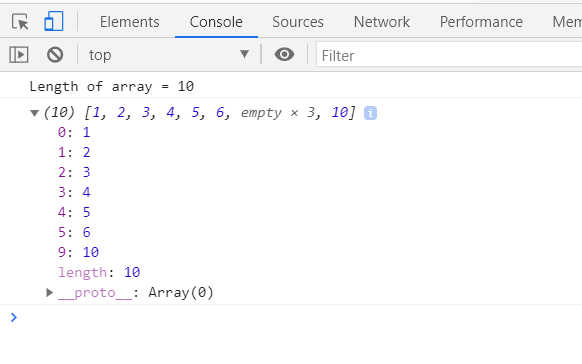 Elements Console Sources Network Performance Mem
top Filter
Length of array = 10
(10) [1, 2, 3, 4, 5, 6, empty × 3, 10] i
0: 1
1: 2
2: 3
3: 4
4: 5
5: 6
9: 10
length: 10
__proto__: Array(0)